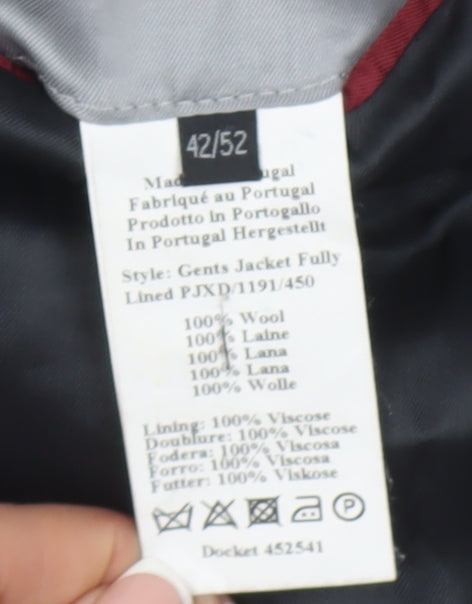 42/52
Mad ugal
Fabriqué au Portugal
Prodotto in Portogallo
In Portugal Hergestellt
Style: Gents Jacket Fully
Lined PJXD/1191/450
100% Wool
100% Laine
100% Lana
100% Lana
100% Wolle
Lining: 100% Viscose
Doublure: 100% Viscose
Fodera: 100% Viscosa
Forro: 100% Viscosa
Futter: 100% Viskose
P
Docket 452541